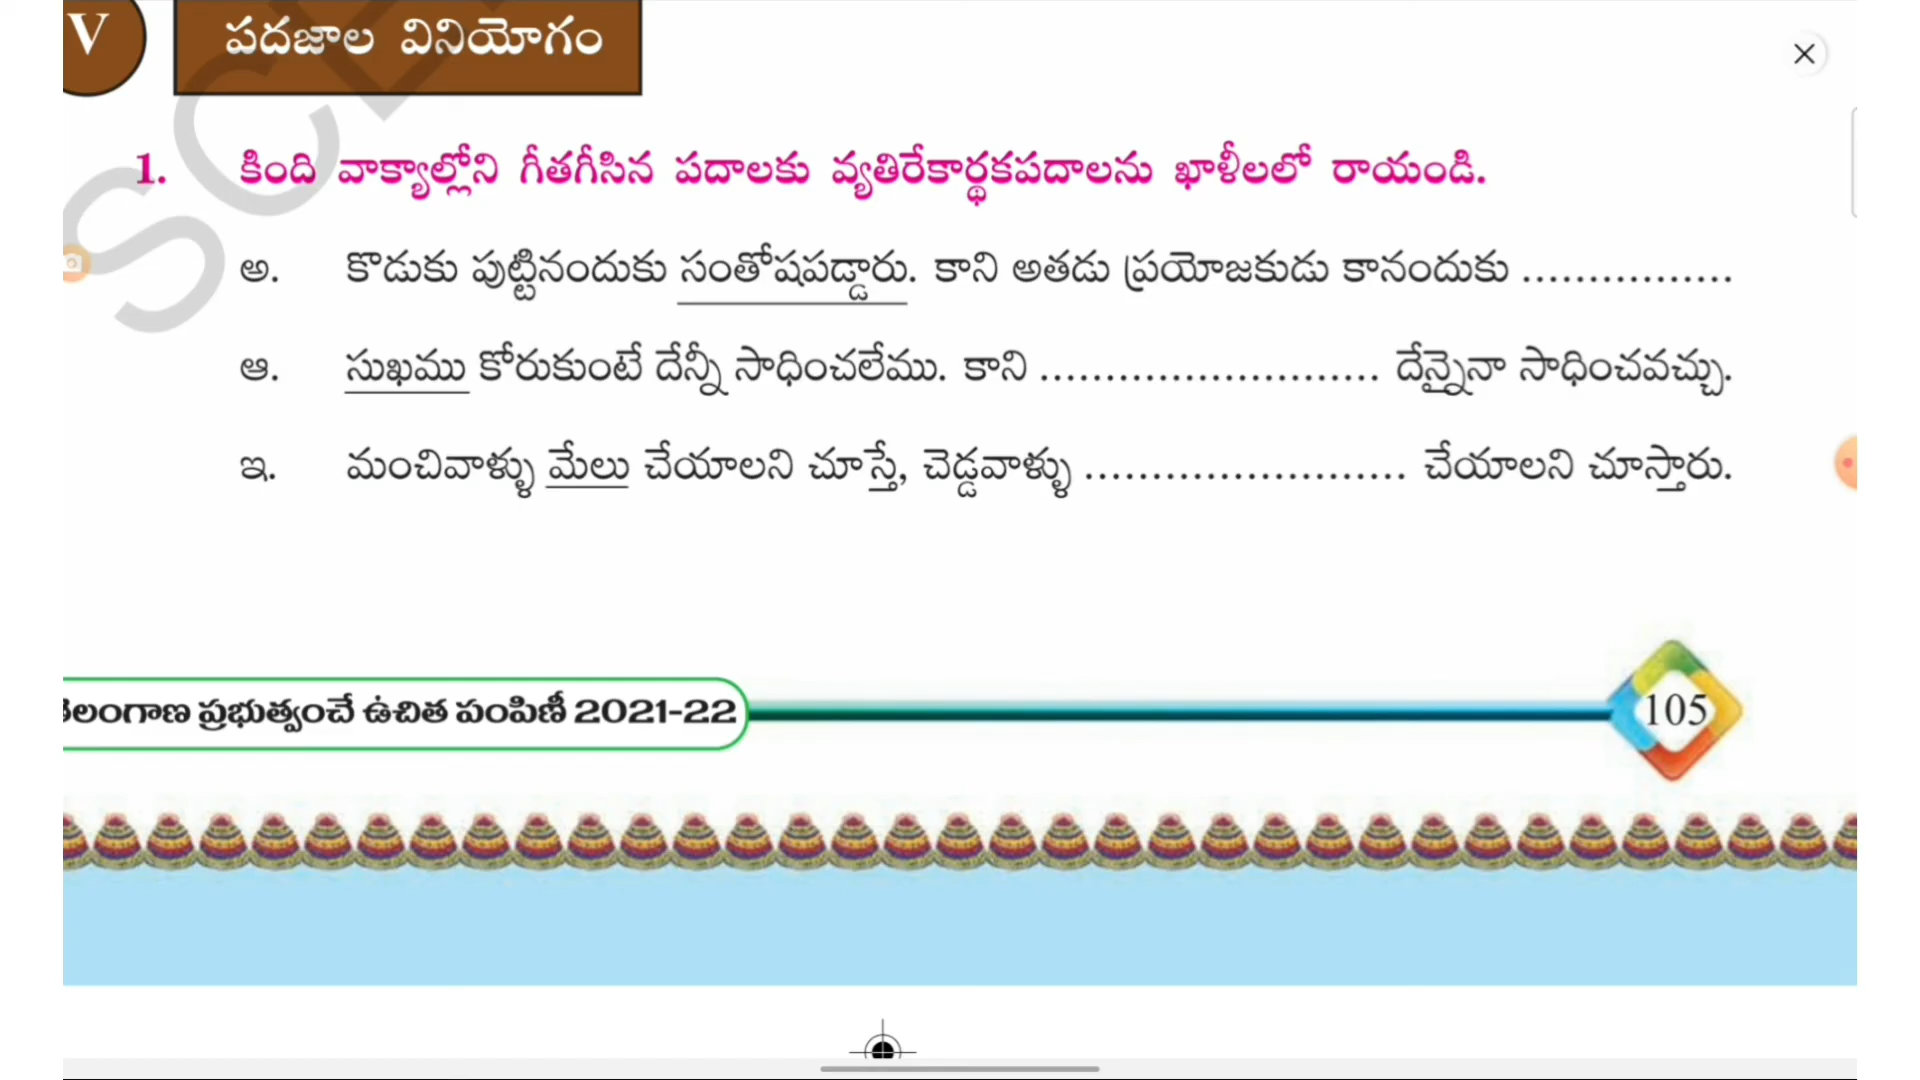 V పదజాల వినియోగం
1. కింది వాక్యాల్లోని గీతగీసిన పదాలకు వ్యతిరేకార్థకపదాలను ఖాళీలలో రాయండి.
అ. కొడుకు పుట్టినందుకు సంతోషపడ్డారు. కాని అతడు ప్రయోజకుడు కానందుకు ................
ఆ. సుఖము కోరుకుంటే దేన్నీ సాధించలేము. కాని .......................... దేన్నైనా సాధించవచ్చు.
ఇ. మంచివాళ్ళు మేలు చేయాలని చూస్తే, చెడ్డవాళ్ళు ........................ చేయాలని చూస్తారు.
తెలంగాణ ప్రభుత్వంచే ఉచిత పంపిణీ 2021-22
105